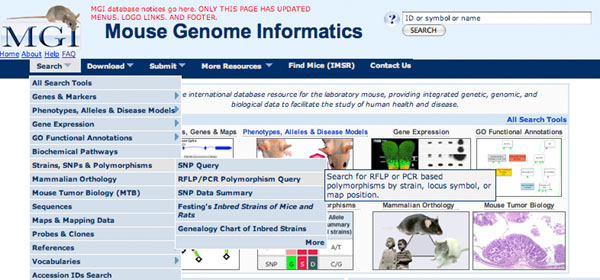 MGI database notices go here. ONLY THIS PAGE HAS UPDATED
MENUS. LOGO LINKS. AND FOOTER.
MGI
Mouse Genome Informatics
?
ID or symbol or name
SEARCH
Home About Help FAQ
Search Download Submit More Resources Find Mice (IMSR) Contact Us
All Search Tools
Genes & Markers
Phenotypes, Alleles & Disease Models
Gene Expression
GO Functional Annotations
Biochemical Pathways
Strains, SNPs & Polymorphisms
Mammalian Orthology
Mouse Tumor Biology (MTB)
Sequences
Maps & Mapping Data
Probes & Clones
References
Vocabularies
Accession IDs Search
SNP Query
RFLP/PCR Polymorphism Query
SNP Data Summary
Festing's Inbred Strains of Mice and
Rats
Genealogy Chart of Inbred Strains
More
Search for RFLP or PCR based
polymorphisms by strain, locus symbol, or
map position.
e international database resource for the laboratory mouse, providing integrated genetic, genomic, and
biological data to facilitate the study of human health and disease.
All Search Tools
s, Genes & Maps
Phenotypes, Alleles & Disease Models
Gene Expression
GO Functional Annotations
orphisms
Mammalian Orthology
Mouse Tumor Biology (MTB)
Allele
ummary
strains)
A/T
SNP G S D C A/G